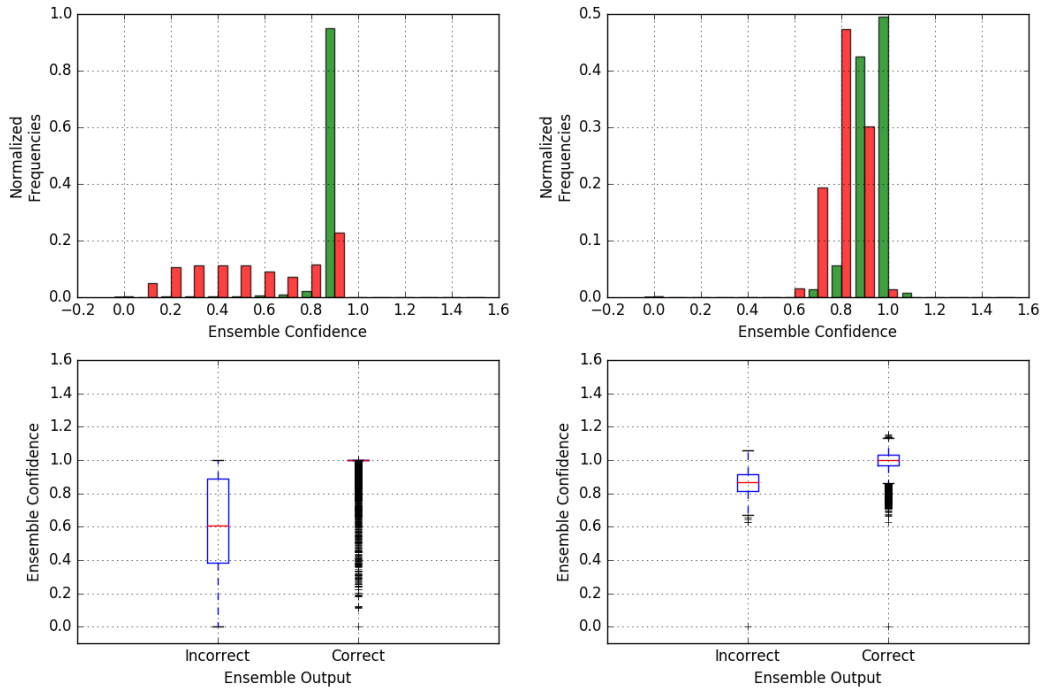 1.0
0.8
0.6
0.4
0.2
0.0
Normalized
Frequencies
−0.2 0.0 0.2 0.4 0.6 0.8 1.0 1.2 1.4 1.6
Ensemble Confidence
0.5
0.4
0.3
0.2
0.1
0.0
Normalized
Frequencies
−0.2 0.0 0.2 0.4 0.6 0.8 1.0 1.2 1.4 1.6
Ensemble Confidence
1.6
1.4
1.2
1.0
0.8
0.6
0.4
0.2
0.0
Ensemble Confidence
Incorrect Correct
Ensemble Output
1.6
1.4
1.2
1.0
0.8
0.6
0.4
0.2
0.0
Ensemble Confidence
Incorrect Correct
Ensemble Output